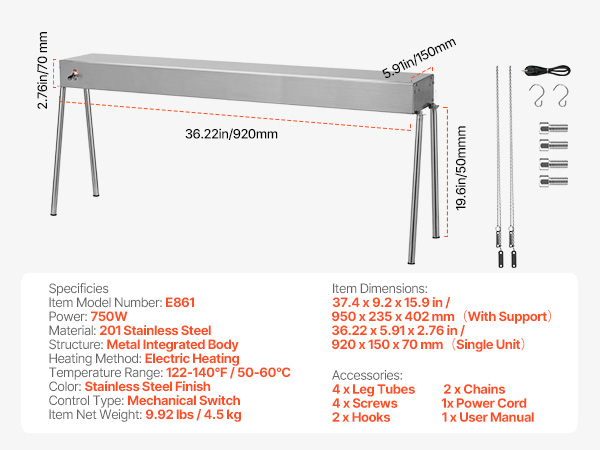 2.76in/70 mm
5.91in/150mm
36.22in/920mm
19.6in/50mm
Specificies
Item Model Number: E861
Power: 750W
Material: 201 Stainless Steel
Structure: Metal Integrated Body
Heating Method: Electric Heating
Temperature Range: 122-140°F / 50-60°C
Color: Stainless Steel Finish
Control Type: Mechanical Switch
Item Net Weight: 9.92 lbs / 4.5 kg
Item Dimensions:
37.4 x 9.2 x 15.9 in /
950 x 235 x 402 mm（With Support）
36.22 x 5.91 x 2.76 in /
920 x 150 x 70 mm（Single Unit）
Accessories:
4 x Leg Tubes 2 x Chains
4 x Screws 1x Power Cord
2 x Hooks 1 x User Manual